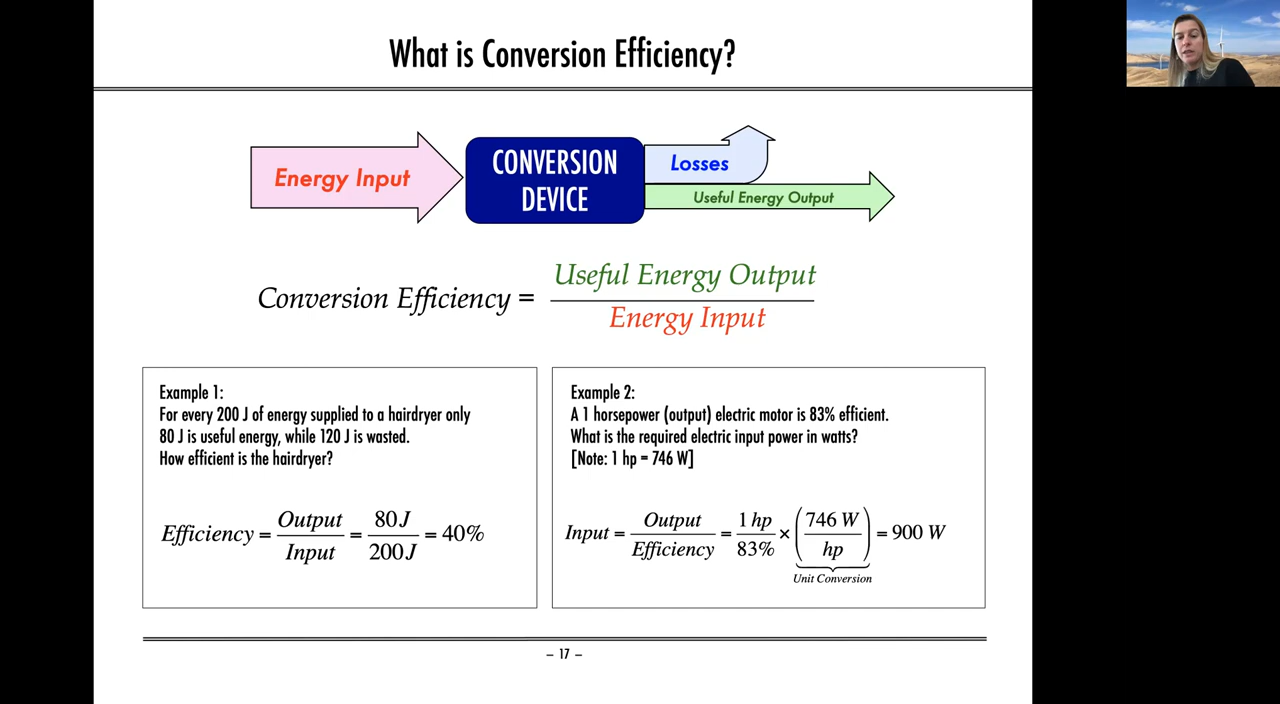 What is Conversion Efficiency?
Energy Input
CONVERSION
DEVICE
Losses
Useful Energy Output
Conversion Efficiency = Useful Energy Output / Energy Input
Example 1:
For every 200 J of energy supplied to a hairdryer only
80 J is useful energy, while 120 J is wasted.
How efficient is the hairdryer?
Efficiency = Output / Input = 80 J / 200 J = 40%
Example 2:
A 1 horsepower (output) electric motor is 83% efficient.
What is the required electric input power in watts?
[Note: 1 hp = 746 W]
Input = Output / Efficiency = 1 hp / 83% × (746 W / hp) = 900 W
Unit Conversion
– 17 –